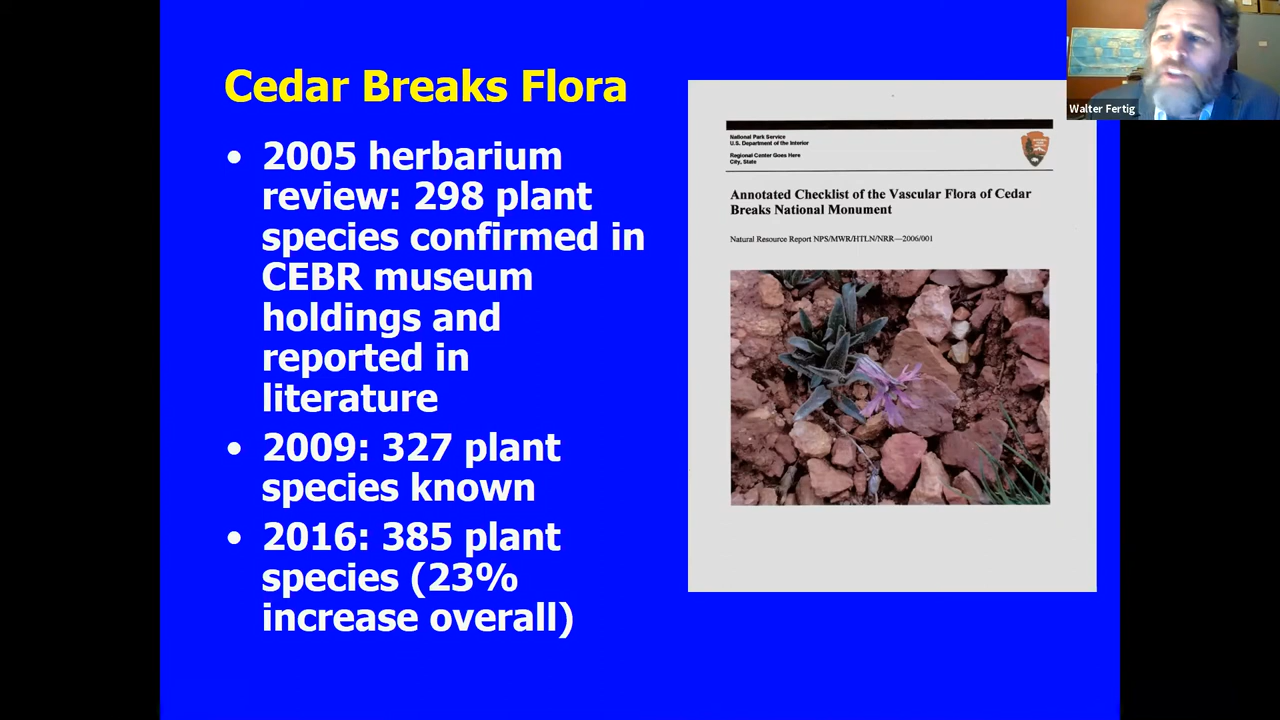 Cedar Breaks Flora
• 2005 herbarium
review: 298 plant
species confirmed in
CEBR museum
holdings and
reported in
literature
• 2009: 327 plant
species known
• 2016: 385 plant
species (23%
increase overall)
National Park Service
U.S. Department of the Interior
Regional Center Goes Here
City, State
Annotated Checklist of the Vascular Flora of Cedar
Breaks National Monument
Natural Resource Report NPS/MWR/HTLN/NRR—2006/001
Walter Fertig